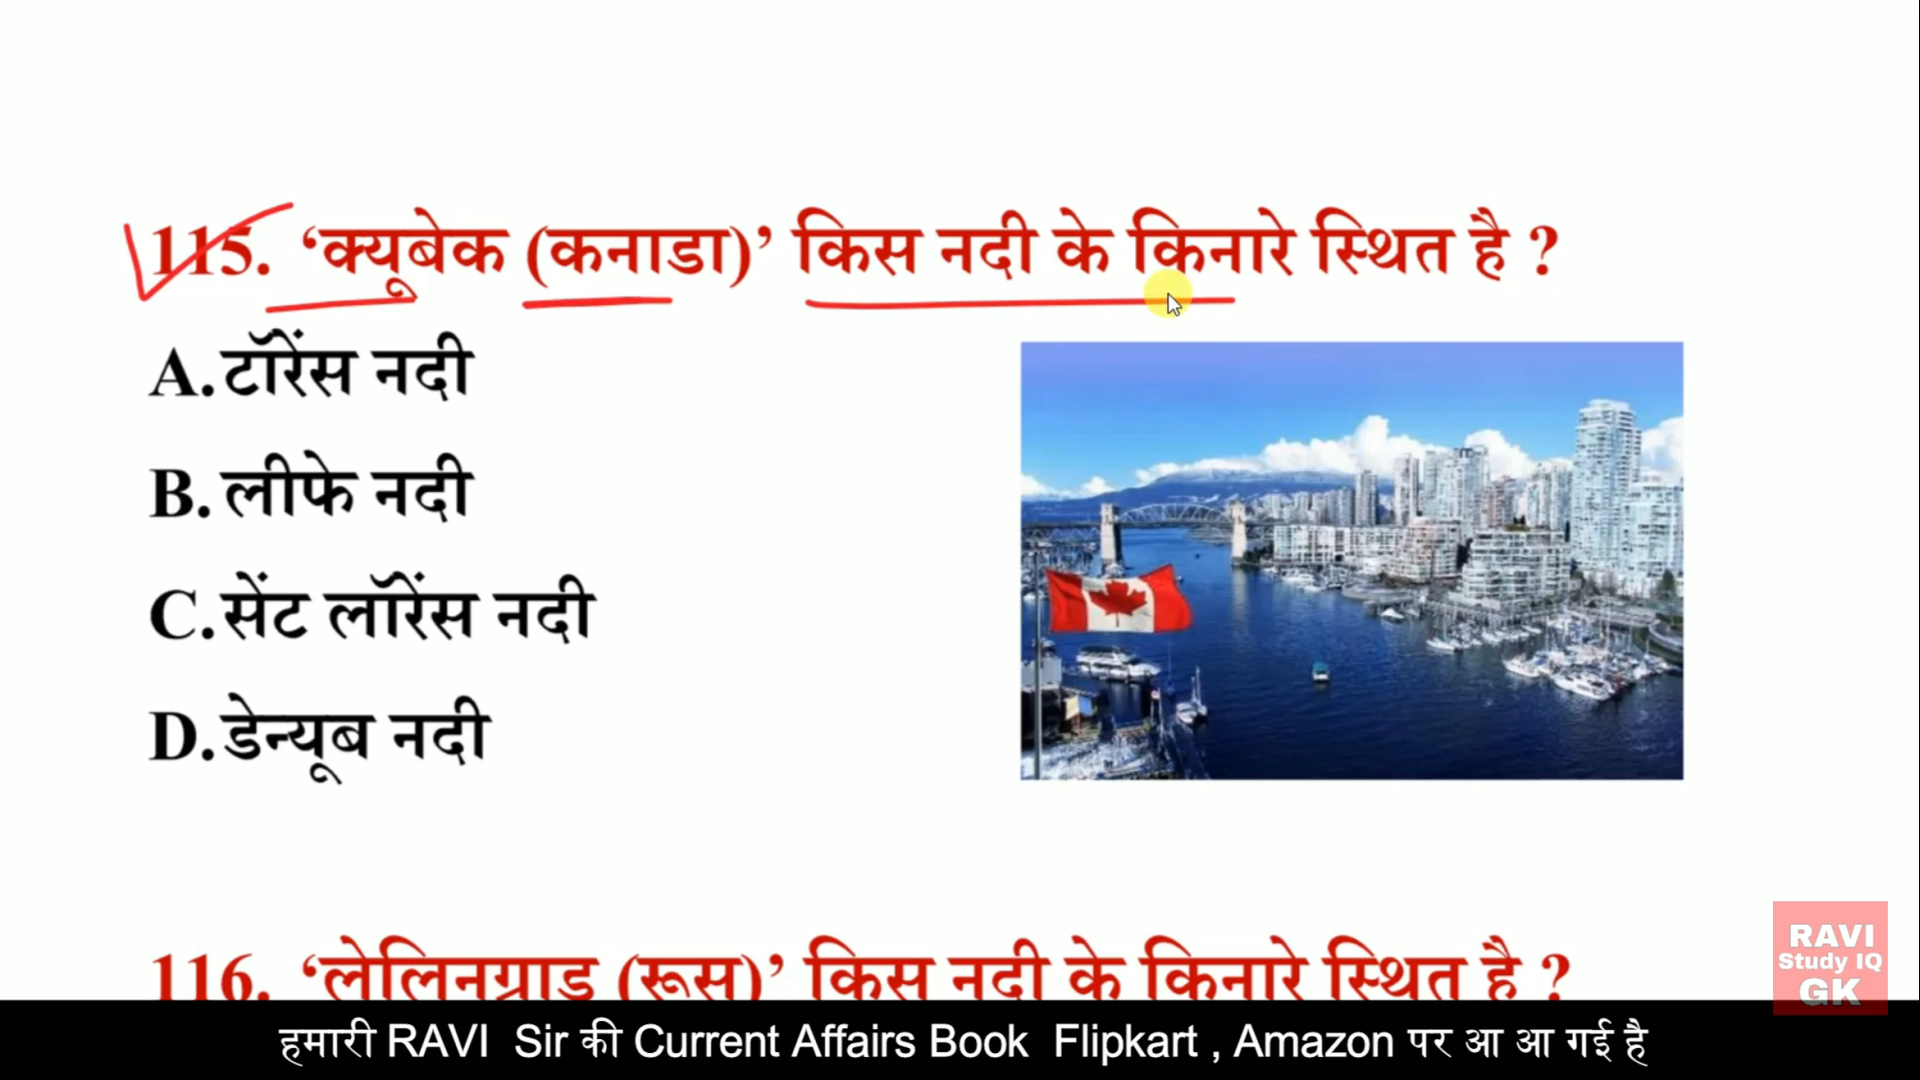 115. ‘क्यूबेक (कनाडा)’ किस नदी के किनारे स्थित है ?
A. टॉरेंस नदी
B. लीफे नदी
C. सेंट लॉरेंस नदी
D. डेन्यूब नदी
116. ‘लेलिनग्राड (रूस)’ किस नदी के किनारे स्थित है ?
RAVI
Study IQ
GK
हमारी RAVI Sir की Current Affairs Book Flipkart , Amazon पर आ आ गई है